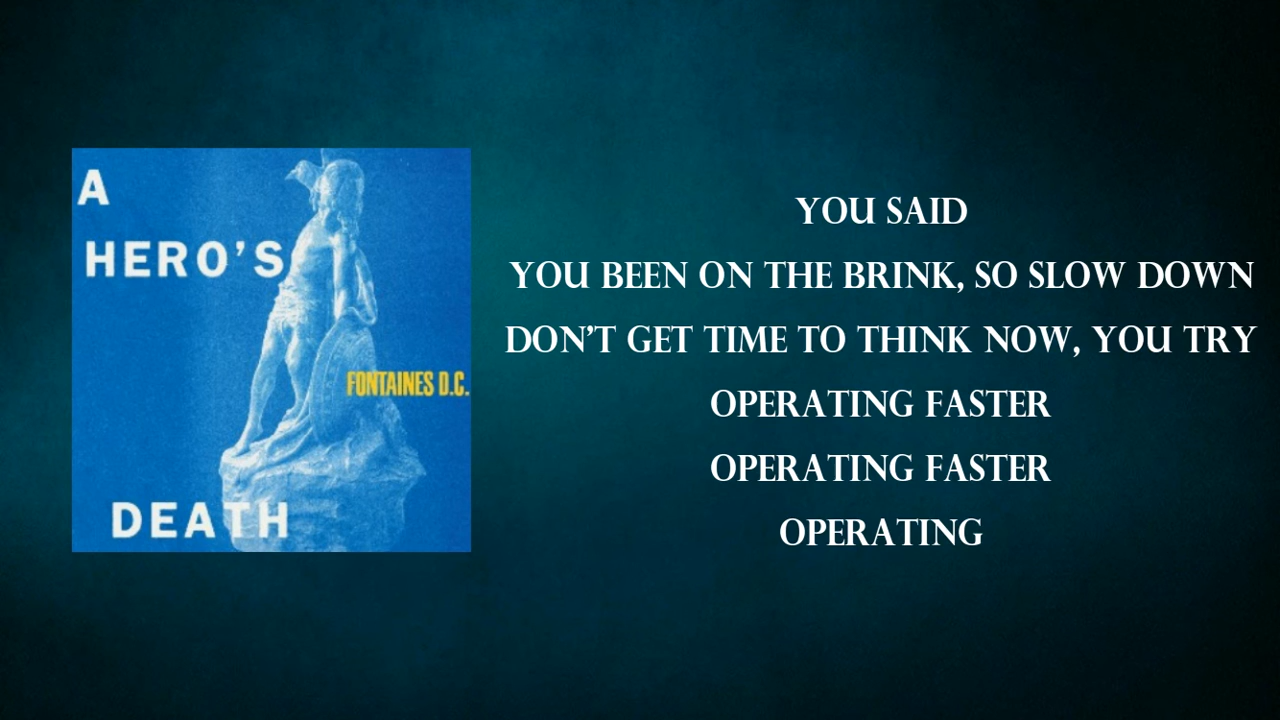 A
HERO'S
FONTAINES D.C.
DEATH
YOU SAID
YOU BEEN ON THE BRINK, SO SLOW DOWN
DON'T GET TIME TO THINK NOW, YOU TRY
OPERATING FASTER
OPERATING FASTER
OPERATING